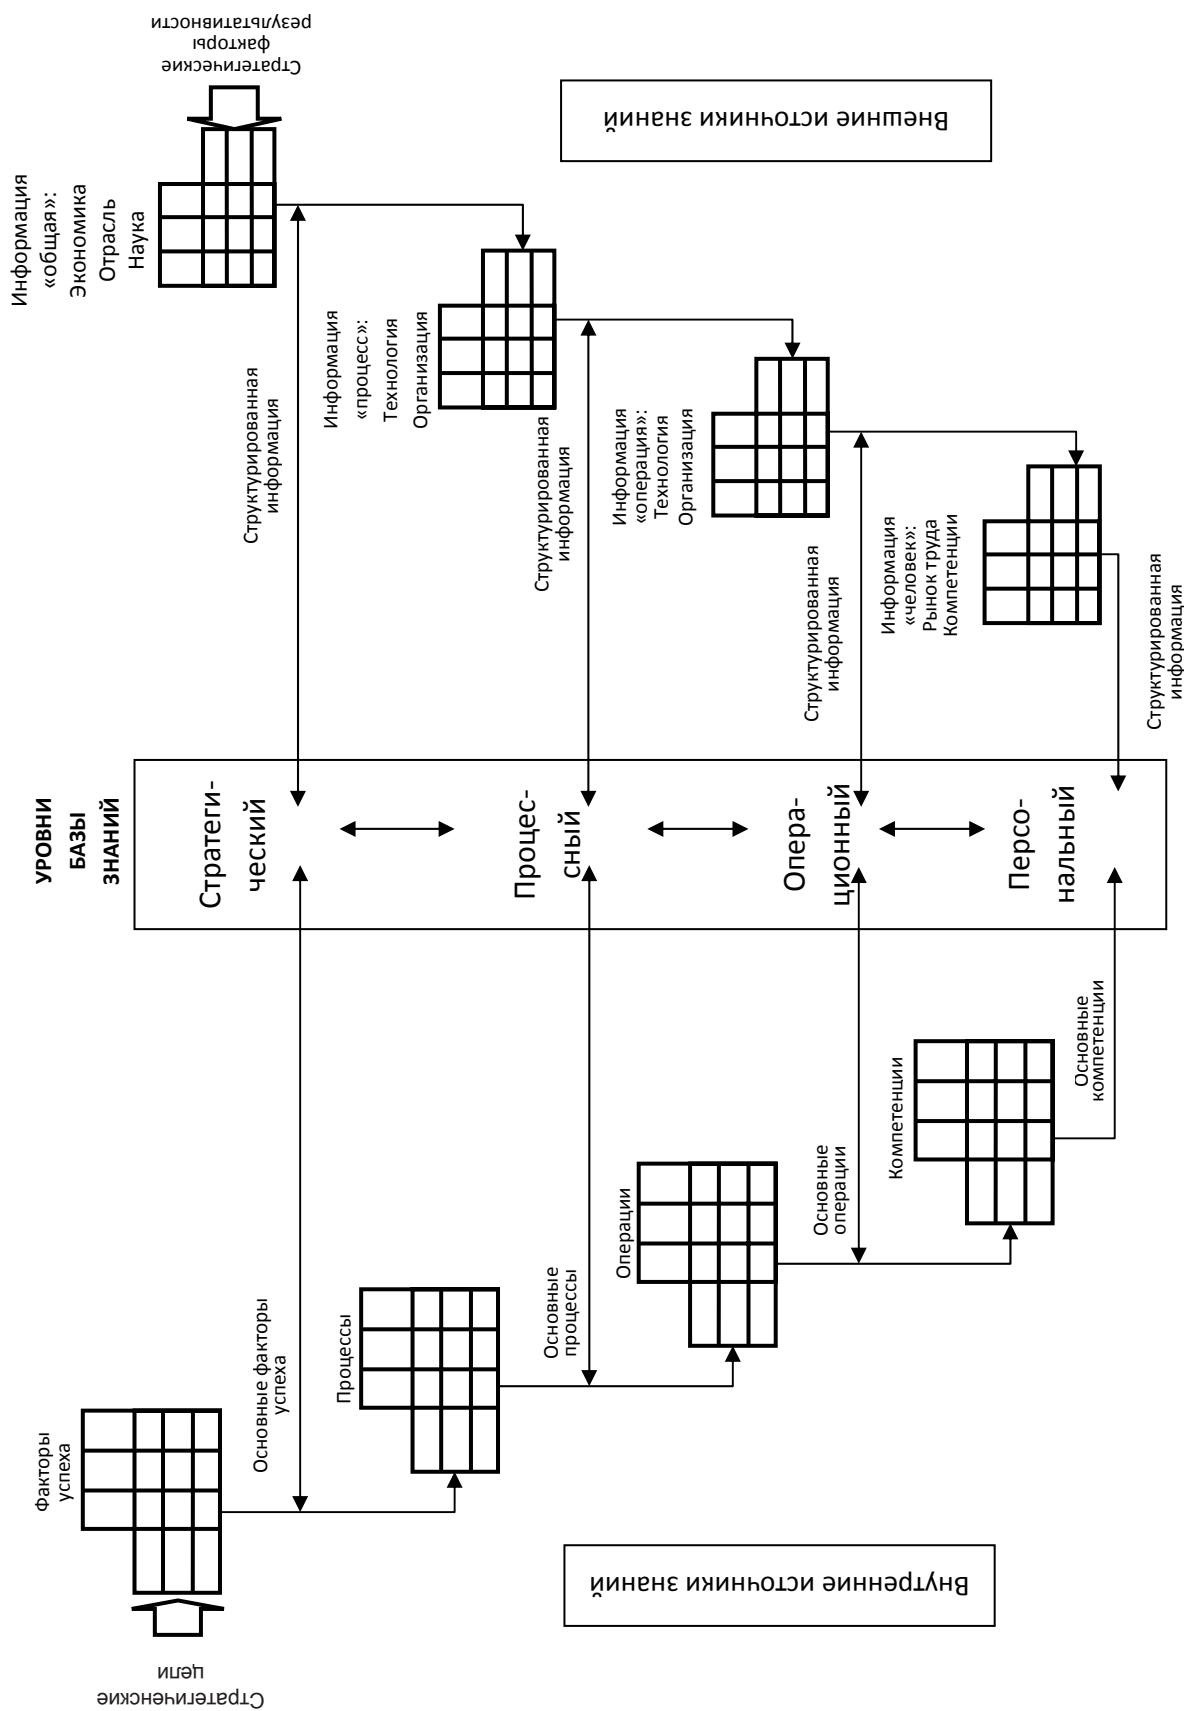 Стратегиченские
цели
Факторы
успеха
Основные факторы
успеха
Процессы
Основные
процессы
Операции
Основные
операции
Компетенции
Основные
компетенции
Внутренние источники знаний
УРОВНИ
БАЗЫ
ЗНАНИЙ
Стратеги-
ческий
Процес-
сный
Опера-
ционный
Персо-
нальный
Информация
«общая»:
Экономика
Отрасль
Наука
Стратегические
факторы
результативности
Структурированная
информация
Информация
«процесс»:
Технология
Организация
Структурированная
информация
Информация
«операция»:
Технология
Организация
Структурированная
информация
Информация
«человек»:
Рынок труда
Компетенции
Структурированная
информация
Внешние источники знаний